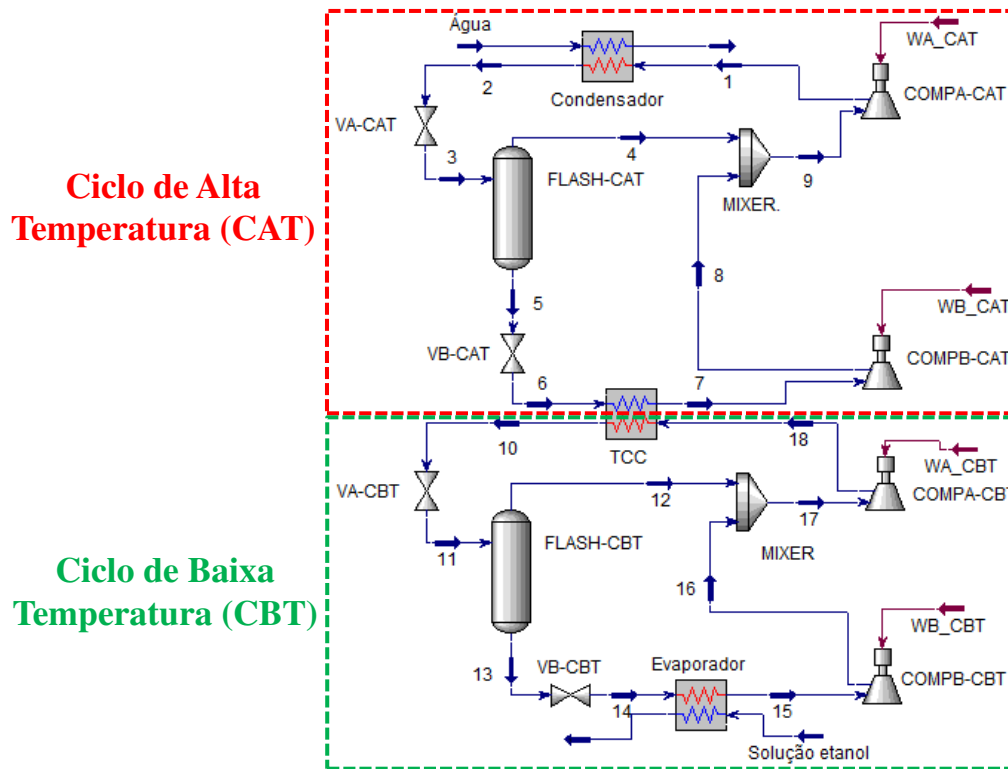 Água
WA_CAT
2
1
COMPA-CAT
Condensador
VA-CAT
3
4
FLASH-CAT
9
MIXER.
Ciclo de Alta
Temperatura (CAT)
8
5
WB_CAT
VB-CAT
COMPB-CAT
6
7
10
18
TCC
WA_CBT
COMPA-CBT
VA-CBT
12
17
11
FLASH-CBT
MIXER
Ciclo de Baixa
Temperatura (CBT)
16
WB_CBT
13
VB-CBT
Evaporador
COMPB-CBT
14
15
Solução etanol